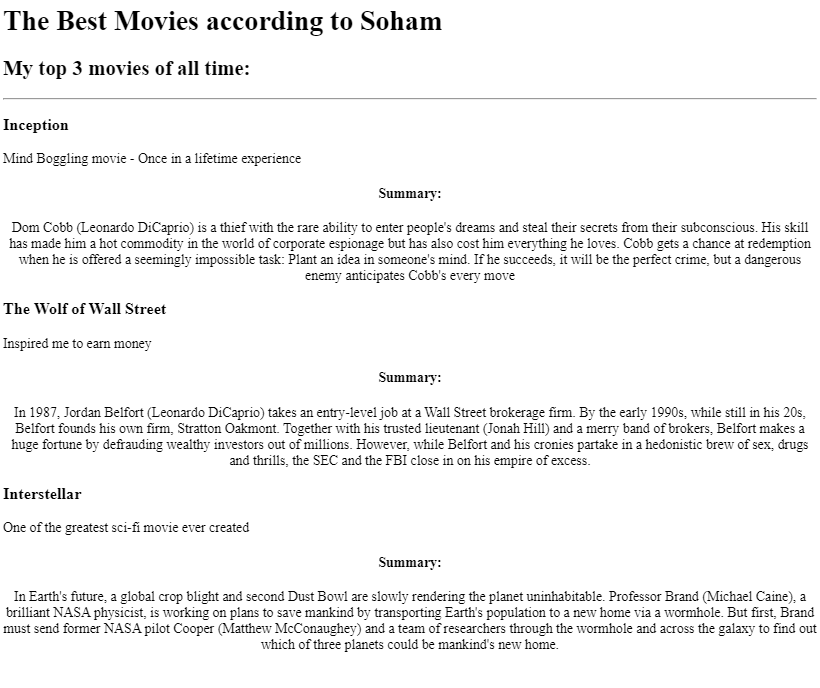 The Best Movies according to Soham
My top 3 movies of all time:
Inception
Mind Boggling movie - Once in a lifetime experience
Summary:
Dom Cobb (Leonardo DiCaprio) is a thief with the rare ability to enter people's dreams and steal their secrets from their subconscious. His skill
has made him a hot commodity in the world of corporate espionage but has also cost him everything he loves. Cobb gets a chance at redemption
when he is offered a seemingly impossible task: Plant an idea in someone's mind. If he succeeds, it will be the perfect crime, but a dangerous
enemy anticipates Cobb's every move
The Wolf of Wall Street
Inspired me to earn money
Summary:
In 1987, Jordan Belfort (Leonardo DiCaprio) takes an entry-level job at a Wall Street brokerage firm. By the early 1990s, while still in his 20s,
Belfort founds his own firm, Stratton Oakmont. Together with his trusted lieutenant (Jonah Hill) and a merry band of brokers, Belfort makes a
huge fortune by defrauding wealthy investors out of millions. However, while Belfort and his cronies partake in a hedonistic brew of sex, drugs
and thrills, the SEC and the FBI close in on his empire of excess.
Interstellar
One of the greatest sci-fi movie ever created
Summary:
In Earth's future, a global crop blight and second Dust Bowl are slowly rendering the planet uninhabitable. Professor Brand (Michael Caine), a
brilliant NASA physicist, is working on plans to save mankind by transporting Earth's population to a new home via a wormhole. But first, Brand
must send former NASA pilot Cooper (Matthew McConaughey) and a team of researchers through the wormhole and across the galaxy to find out
which of three planets could be mankind's new home.